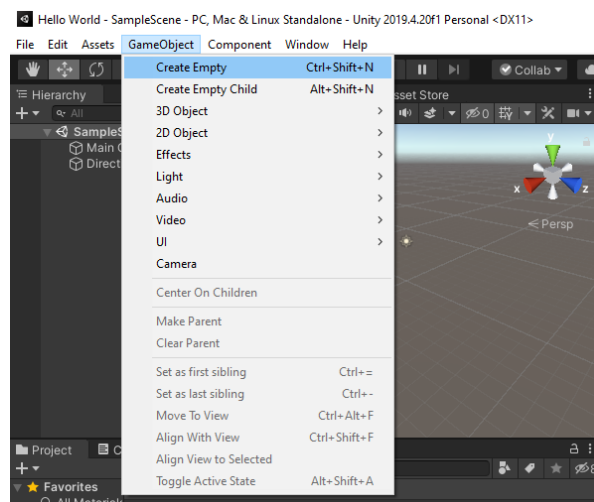 Hello World - SampleScene - PC, Mac & Linux Standalone - Unity 2019.4.20f1 Personal <DX11>
File Edit Assets GameObject Component Window Help
Collab
Hierarchy
sset Store
All
0
SampleS
Main C
Direct
Create Empty Ctrl+Shift+N
Create Empty Child Alt+Shift+N
3D Object
2D Object
Effects
Light
Audio
Video
UI
Camera
Center On Children
Make Parent
Clear Parent
Set as first sibling Ctrl+=
Set as last sibling Ctrl+-
Move To View Ctrl+Alt+F
Align With View Ctrl+Shift+F
Align View to Selected
Toggle Active State Alt+Shift+A
y
x z
Persp
Project C
8
Favorites
All Materials